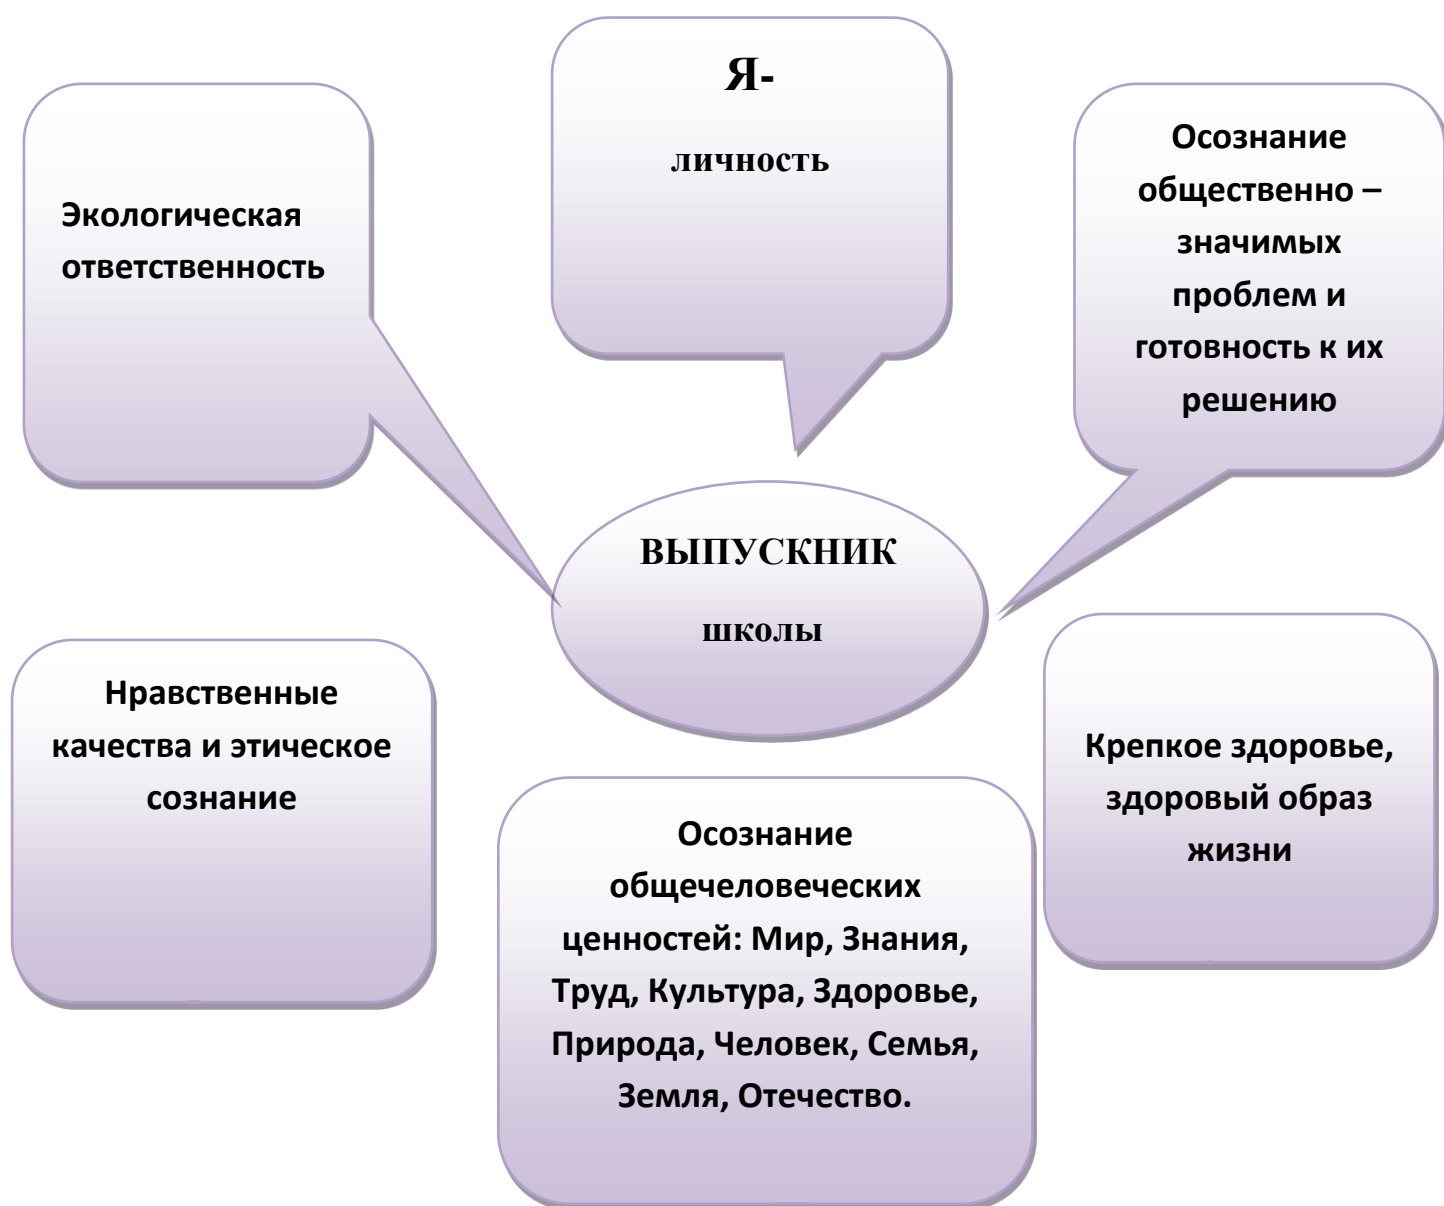 Я-
личность
Экологическая
ответственность
Осознание
общественно –
значимых
проблем и
готовность к их
решению
ВЫПУСКНИК
школы
Нравственные
качества и этическое
сознание
Осознание
общечеловеческих
ценностей: Мир, Знания,
Труд, Культура, Здоровье,
Природа, Человек, Семья,
Земля, Отечество.
Крепкое здоровье,
здоровый образ
жизни